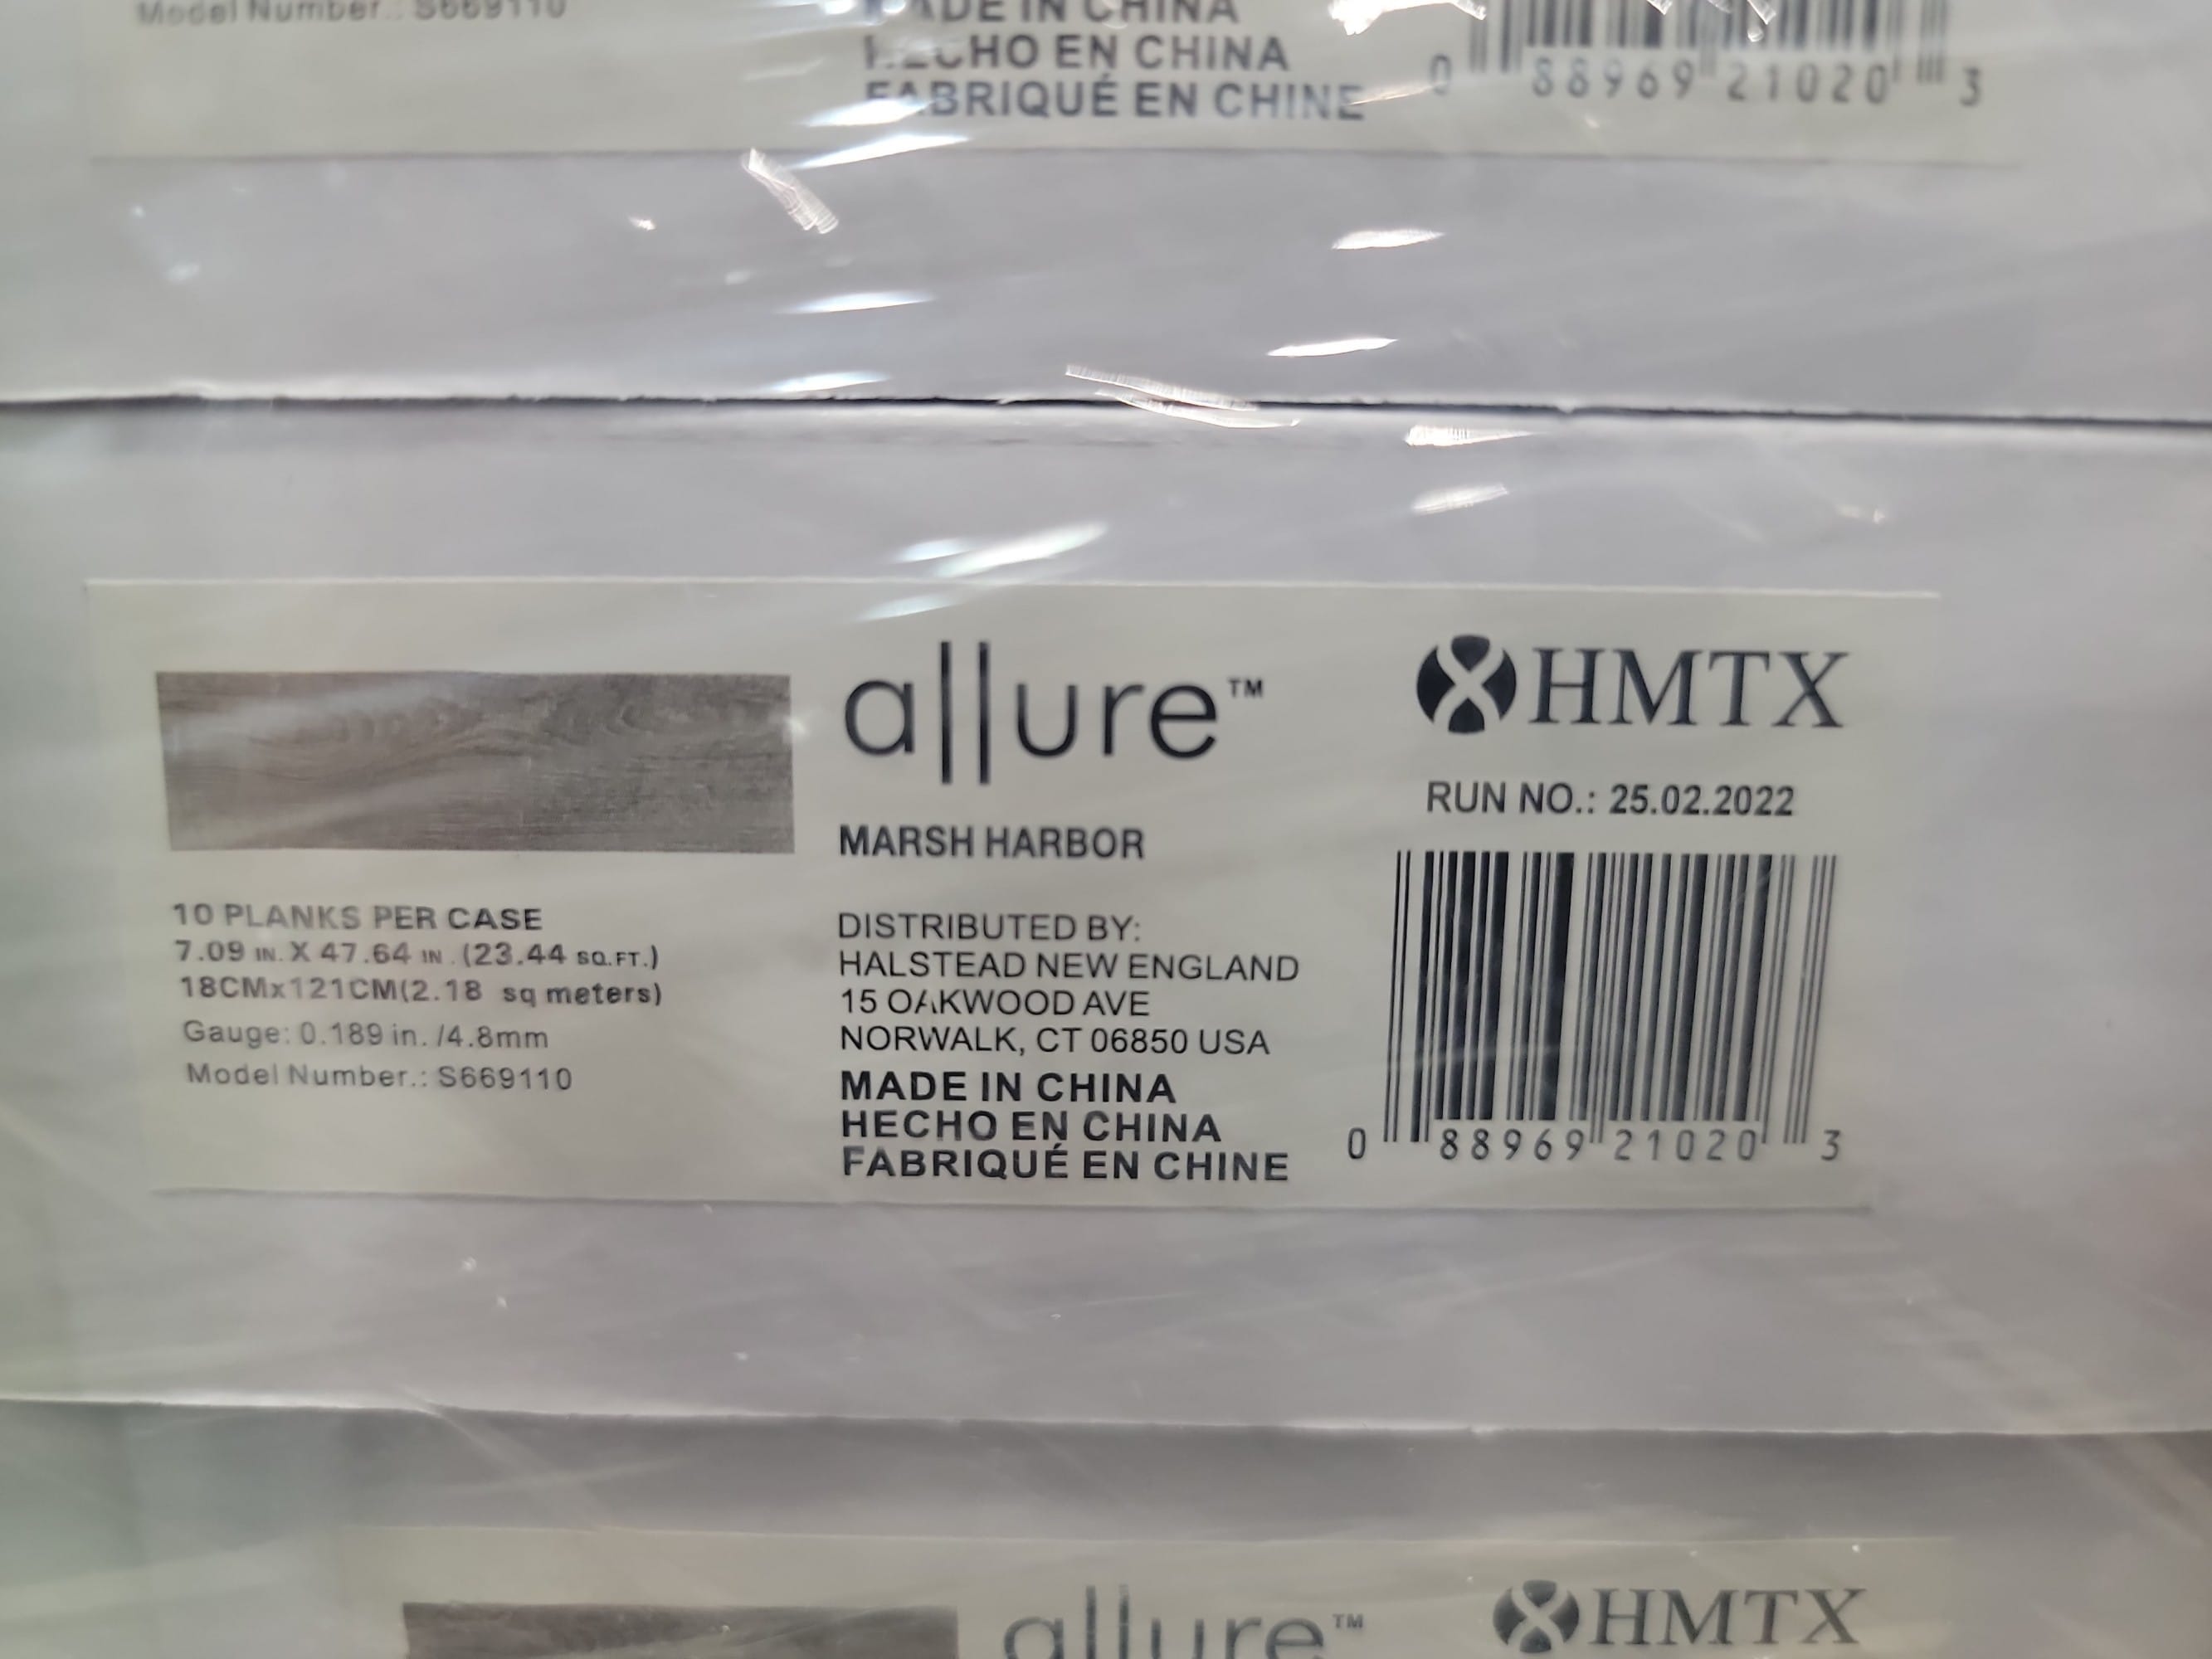 Model Number.: S669110
MADE IN CHINA
HECHO EN CHINA
FABRIQUÉ EN CHINE
0 88969 21020 3
allure™
HMTX
RUN NO.: 25.02.2022
MARSH HARBOR
10 PLANKS PER CASE
7.09 IN. X 47.64 IN. (23.44 SQ.FT.)
18CMx121CM(2.18 sq meters)
Gauge: 0.189 in. /4.8mm
Model Number.: S669110
DISTRIBUTED BY:
HALSTEAD NEW ENGLAND
15 OAKWOOD AVE
NORWALK, CT 06850 USA
MADE IN CHINA
HECHO EN CHINA
FABRIQUÉ EN CHINE
0 88969 21020 3
allure™
HMTX